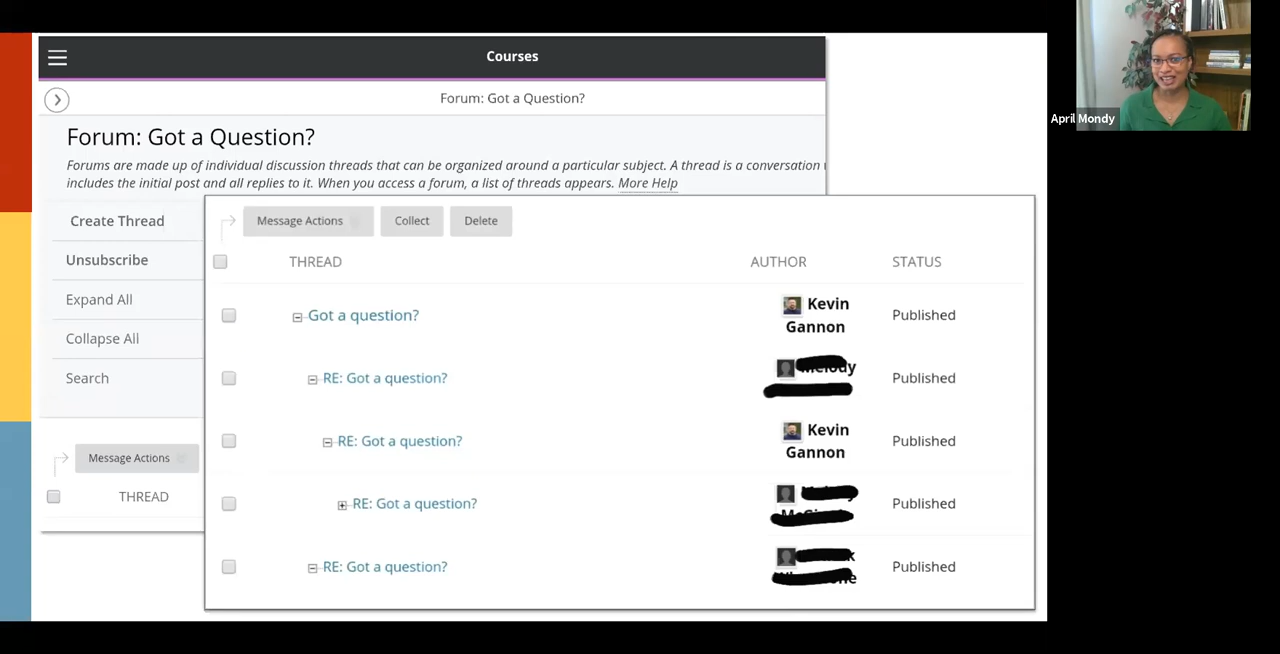 Courses
Forum: Got a Question?
Forum: Got a Question?
Forums are made up of individual discussion threads that can be organized around a particular subject. A thread is a conversation
includes the initial post and all replies to it. When you access a forum, a list of threads appears. More Help
Create Thread
Unsubscribe
Expand All
Collapse All
Search
Message Actions
THREAD
Message Actions Collect Delete
THREAD AUTHOR STATUS
Got a question? Kevin Gannon Published
RE: Got a question? Published
RE: Got a question? Kevin Gannon Published
RE: Got a question? Published
RE: Got a question? Published
April Mondy